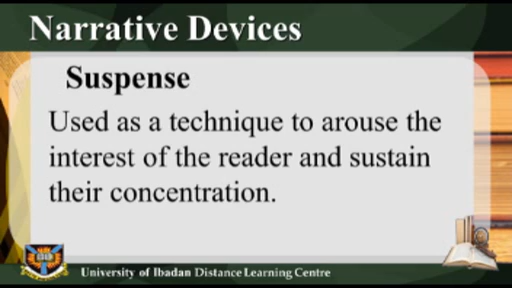 Narrative Devices
Suspense
Used as a technique to arouse the
interest of the reader and sustain
their concentration.
University of Ibadan Distance Learning Centre